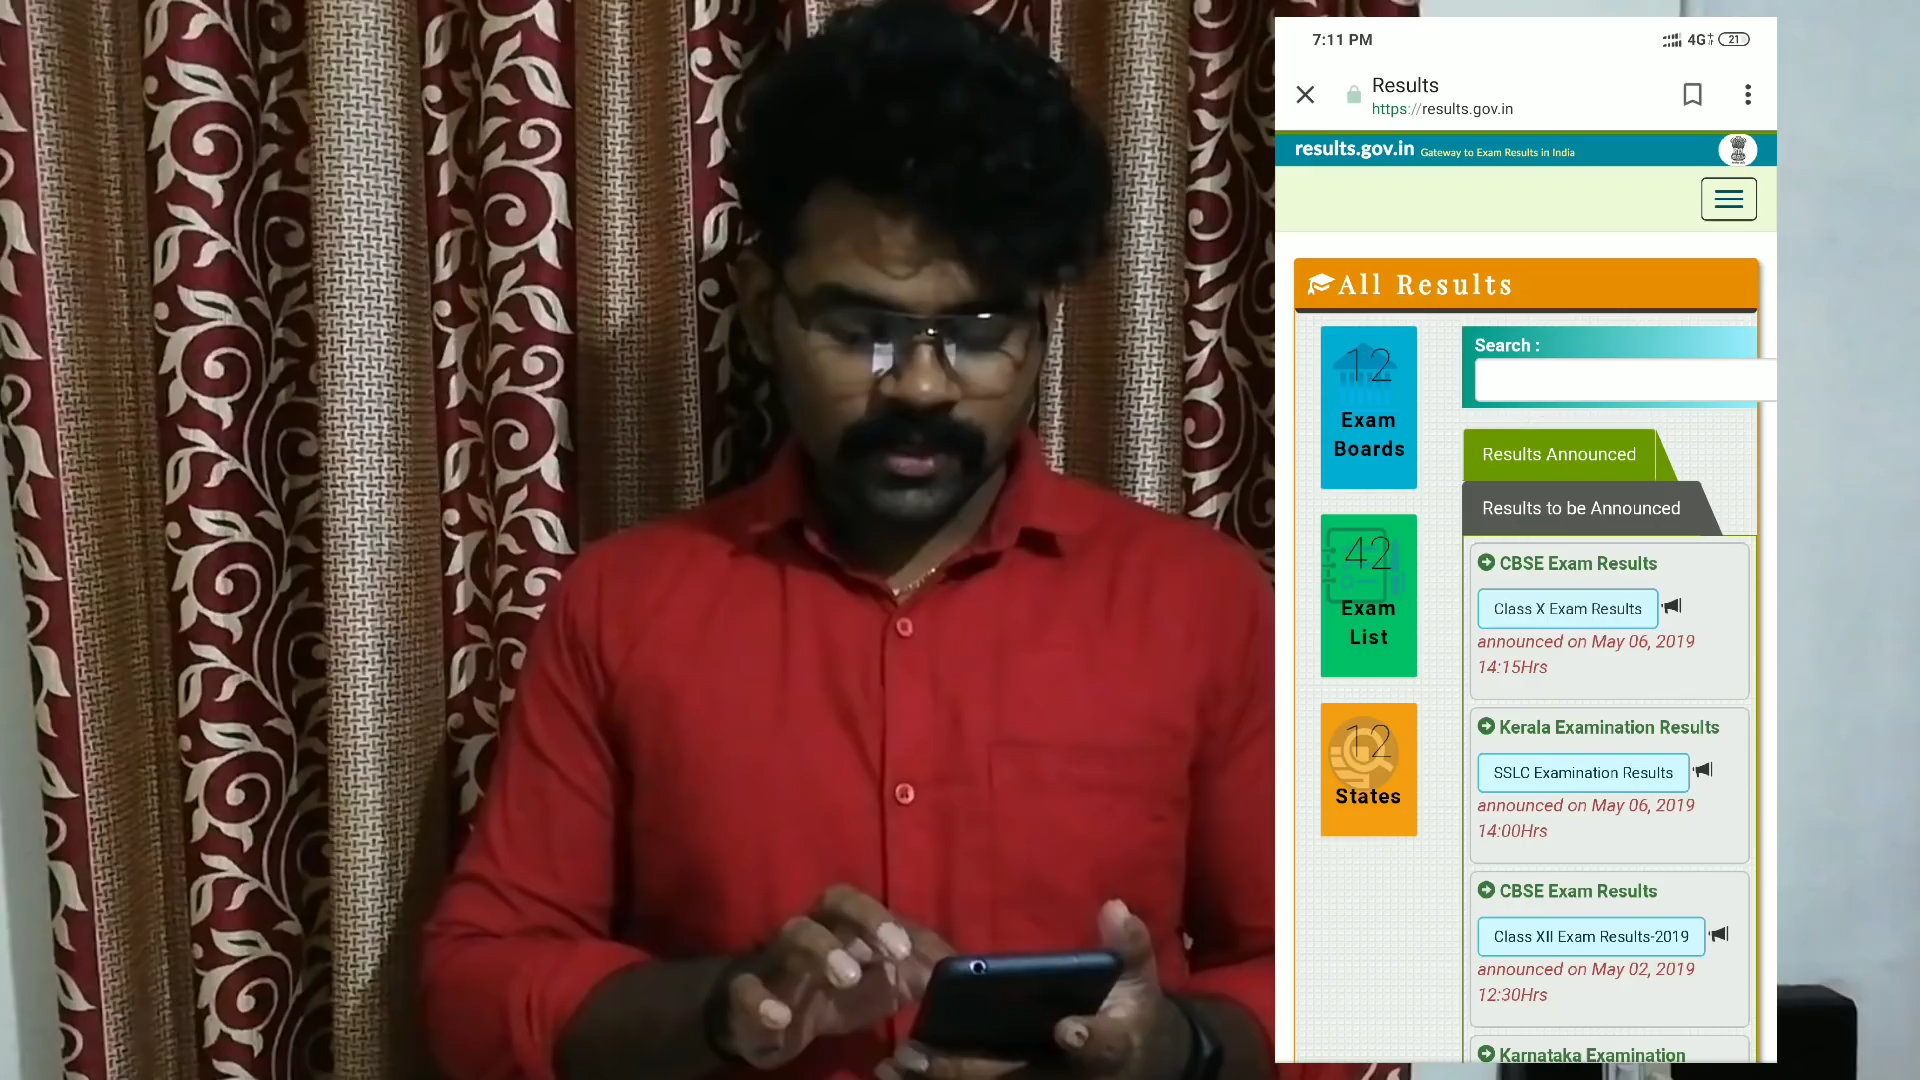 7:11 PM
4G+ 21
Results
https://results.gov.in
results.gov.in Gateway to Exam Results in India
All Results
12
Exam
Boards
42
Exam
List
12
States
Search :
Results Announced
Results to be Announced
CBSE Exam Results
Class X Exam Results
announced on May 06, 2019
14:15Hrs
Kerala Examination Results
SSLC Examination Results
announced on May 06, 2019
14:00Hrs
CBSE Exam Results
Class XII Exam Results-2019
announced on May 02, 2019
12:30Hrs
Karnataka Examination